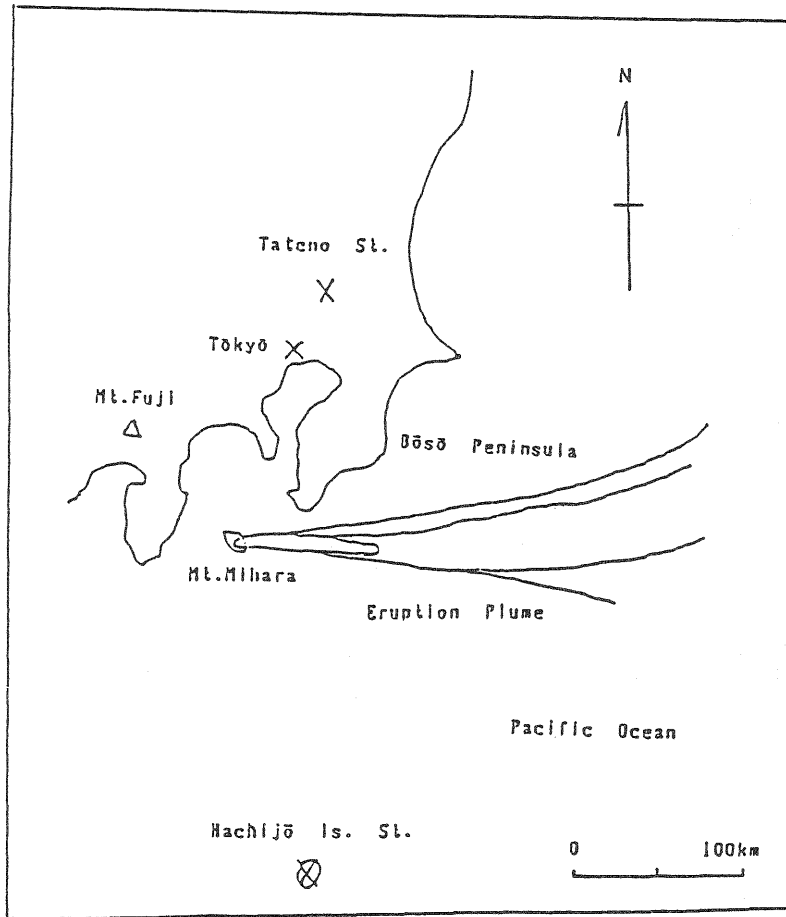 N
Tateno St.
Tōkyō
Mt.Fuji
Bōsō Peninsula
Mt.Mihara
Eruption Plume
Pacific Ocean
Hachijō Is. St.
0 100km